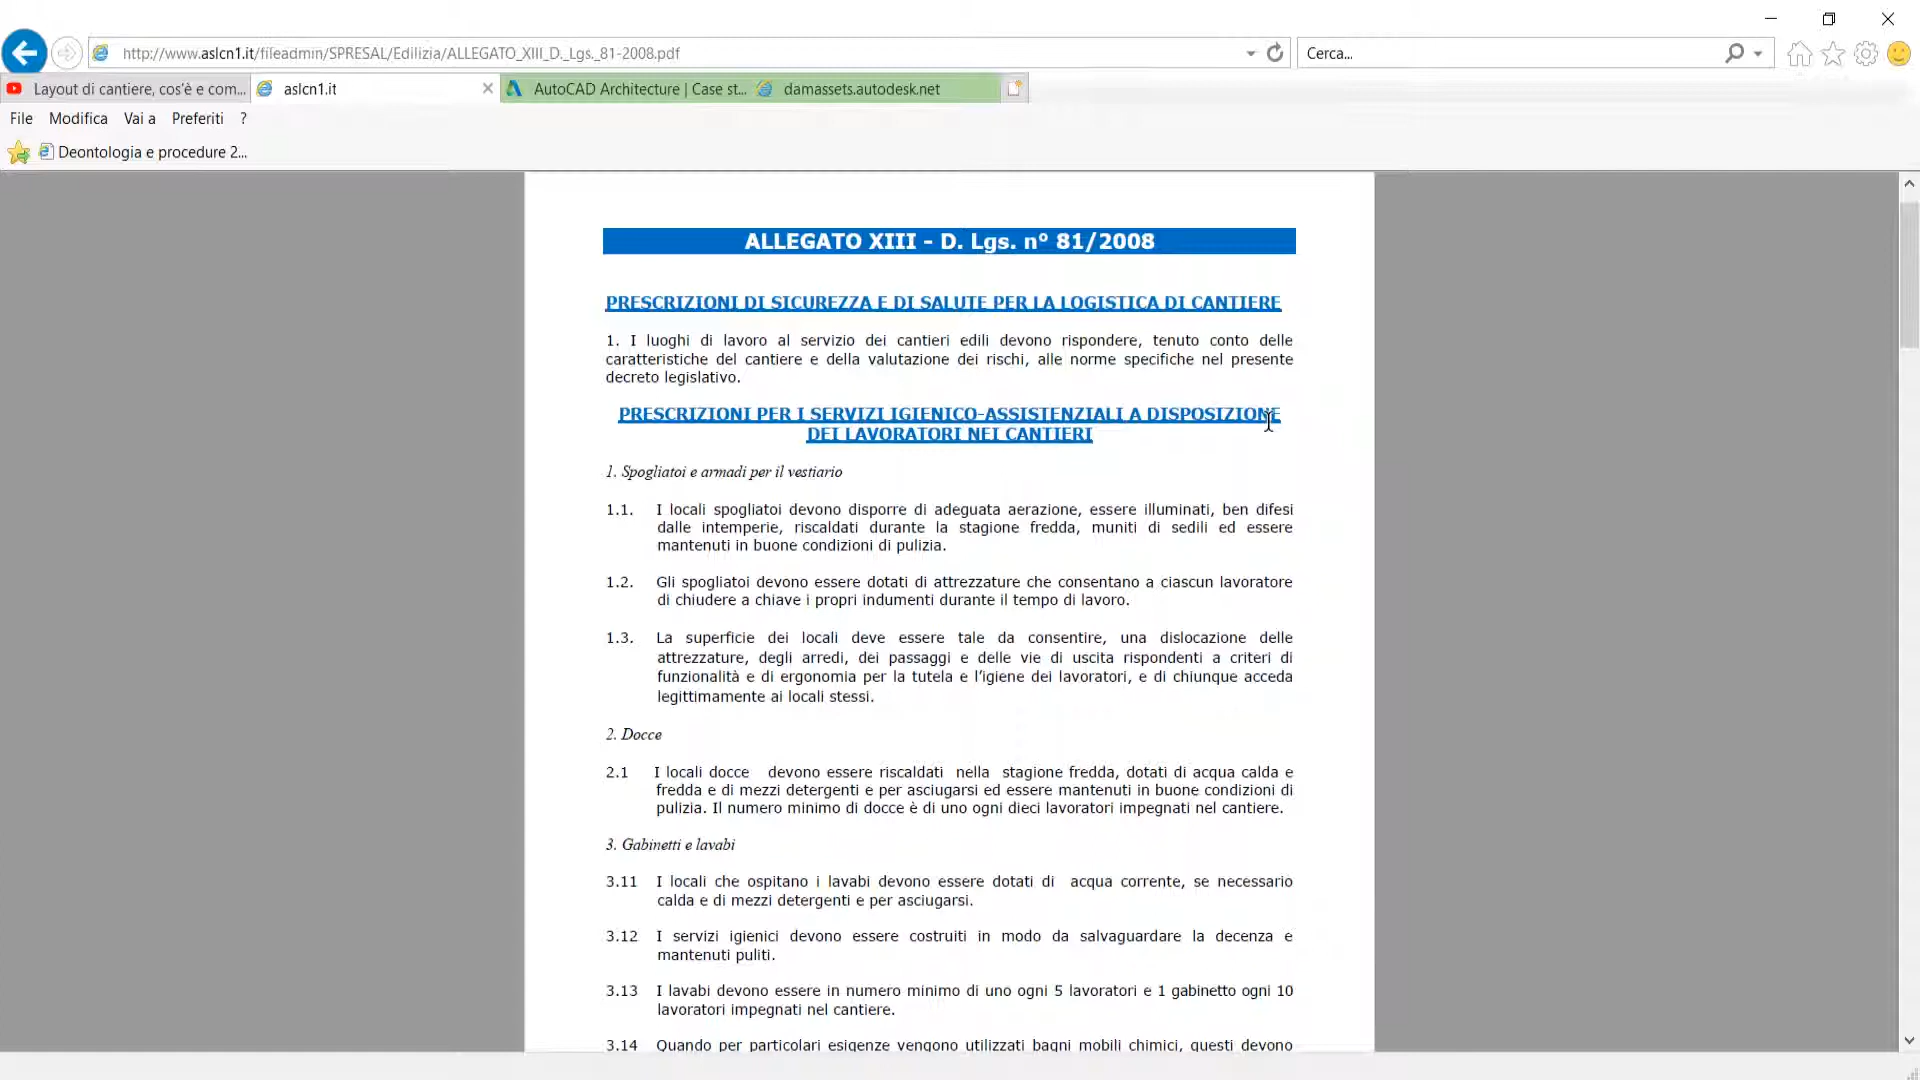 http://www.aslcn1.it/fileadmin/SPRESAL/Edilizia/ALLEGATO_XIII_D._Lgs._81-2008.pdf
Cerca...
Layout di cantiere, cos'è e com...
aslcn1.it
AutoCAD Architecture | Case st...
damassets.autodesk.net
File Modifica Vai a Preferiti ?
Deontologia e procedure 2...
ALLEGATO XIII - D. Lgs. n° 81/2008
PRESCRIZIONI DI SICUREZZA E DI SALUTE PER LA LOGISTICA DI CANTIERE
1. I luoghi di lavoro al servizio dei cantieri edili devono rispondere, tenuto conto delle
caratteristiche del cantiere e della valutazione dei rischi, alle norme specifiche nel presente
decreto legislativo.
PRESCRIZIONI PER I SERVIZI IGIENICO-ASSISTENZIALI A DISPOSIZIONE
DEI LAVORATORI NEI CANTIERI
1. Spogliatoi e armadi per il vestiario
1.1. I locali spogliatoi devono disporre di adeguata aerazione, essere illuminati, ben difesi
dalle intemperie, riscaldati durante la stagione fredda, muniti di sedili ed essere
mantenuti in buone condizioni di pulizia.
1.2. Gli spogliatoi devono essere dotati di attrezzature che consentano a ciascun lavoratore
di chiudere a chiave i propri indumenti durante il tempo di lavoro.
1.3. La superficie dei locali deve essere tale da consentire, una dislocazione delle
attrezzature, degli arredi, dei passaggi e delle vie di uscita rispondenti a criteri di
funzionalità e di ergonomia per la tutela e l'igiene dei lavoratori, e di chiunque acceda
legittimamente ai locali stessi.
2. Docce
2.1 I locali docce devono essere riscaldati nella stagione fredda, dotati di acqua calda e
fredda e di mezzi detergenti e per asciugarsi ed essere mantenuti in buone condizioni di
pulizia. Il numero minimo di docce è di uno ogni dieci lavoratori impegnati nel cantiere.
3. Gabinetti e lavabi
3.11 I locali che ospitano i lavabi devono essere dotati di acqua corrente, se necessario
calda e di mezzi detergenti e per asciugarsi.
3.12 I servizi igienici devono essere costruiti in modo da salvaguardare la decenza e
mantenuti puliti.
3.13 I lavabi devono essere in numero minimo di uno ogni 5 lavoratori e 1 gabinetto ogni 10
lavoratori impegnati nel cantiere.
3.14 Quando per particolari esigenze vengono utilizzati bagni mobili chimici, questi devono